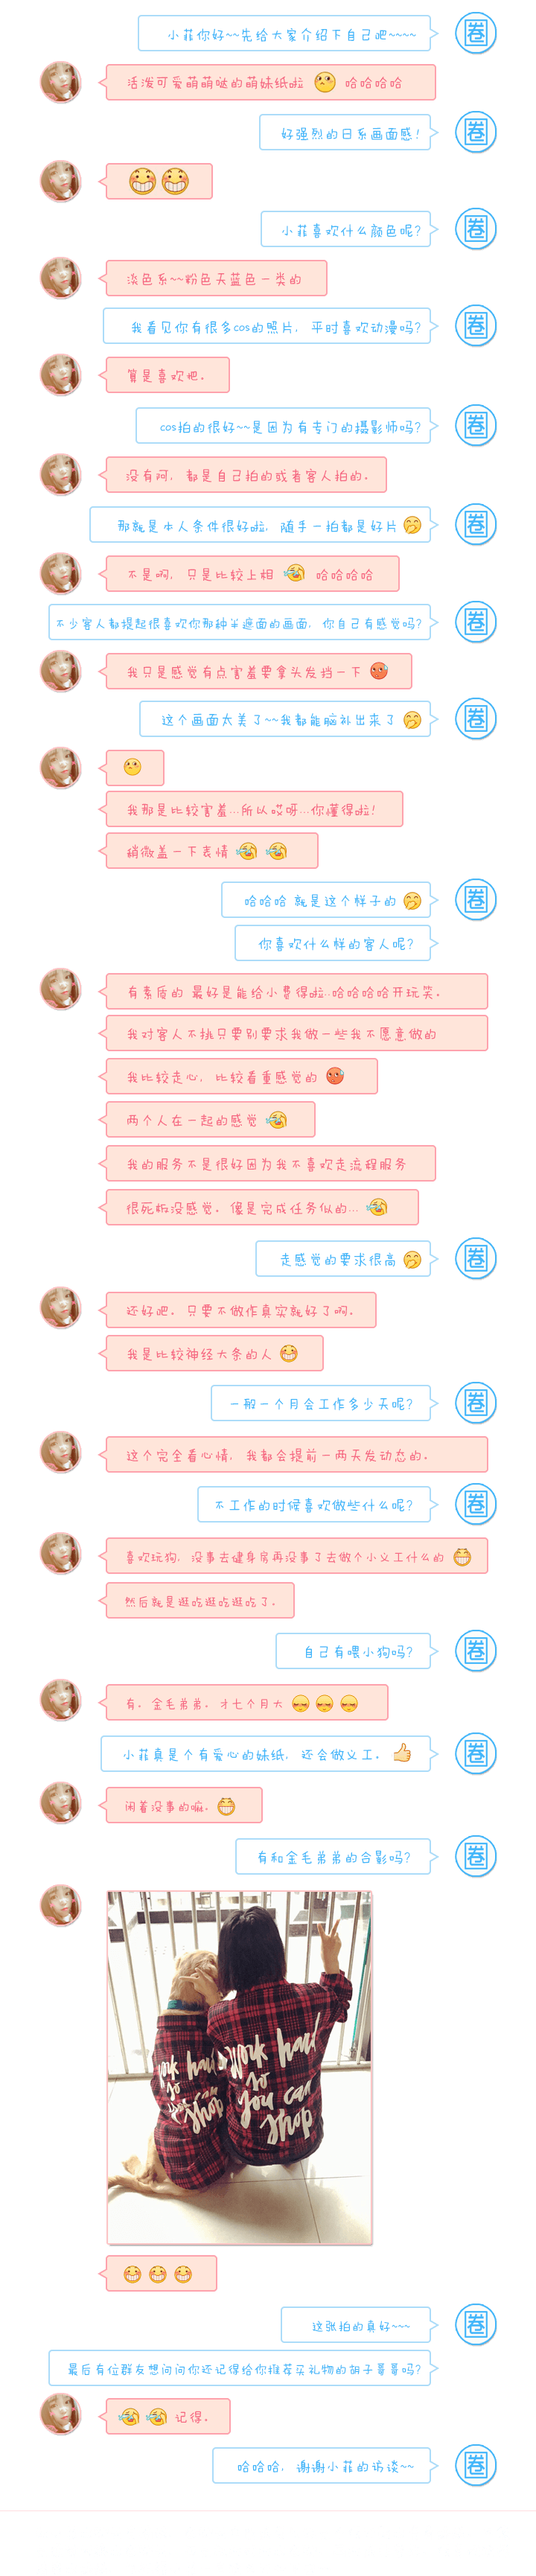 小菲你好~~先给大家介绍下自己吧~~~~
圈
活泼可爱萌萌哒的萌妹纸啦 哈哈哈哈
好强烈的日系画面感!
圈
小菲喜欢什么颜色呢?
圈
淡色系~~粉色天蓝色一类的
我看见你有很多cos的照片, 平时喜欢动漫吗?
圈
算是喜欢把。
cos拍的很好~~是因为有专门的摄影师吗?
圈
没有阿, 都是自己拍的或者客人拍的。
那就是本人条件很好啦, 随手一拍都是好片
圈
不是啊, 只是比较上相 哈哈哈哈
不少客人都提起很喜欢你那种半遮面的画面, 你自己有感觉吗?
圈
我只是感觉有点害羞要拿头发挡一下
这个画面太美了~~我都能脑补出来了
圈
我那是比较害羞...所以哎呀...你懂得啦!
稍微盖一下表情
哈哈哈 就是这个样子的
圈
你喜欢什么样的客人呢?
有素质的 最好是能给小费得啦..哈哈哈哈开玩笑。
我对客人不挑只要别要求我做一些我不愿意做的
我比较走心, 比较看重感觉的
两个人在一起的感觉
我的服务不是很好因为我不喜欢走流程服务
很死板没感觉。像是完成任务似的...
走感觉的要求很高
圈
还好吧。只要不做作真实就好了啊。
我是比较神经大条的人
一般一个月会工作多少天呢?
圈
这个完全看心情, 我都会提前一两天发动态的。
不工作的时候喜欢做些什么呢?
圈
喜欢玩狗, 没事去健身房再没事了去做个小义工什么的
然后就是逛吃逛吃逛吃了。
自己有喂小狗吗?
圈
有。金毛弟弟。才七个月大
小菲真是个有爱心的妹纸, 还会做义工。
圈
闲着没事的嘛。
有和金毛弟弟的合影吗?
圈
work hard
so
you can
shop
work hard
so
you can
shop
这张拍的真好~~~
圈
最后有位群友想问问你还记得给你推荐买礼物的胡子哥哥吗?
记得。
哈哈哈, 谢谢小菲的访谈~~
圈